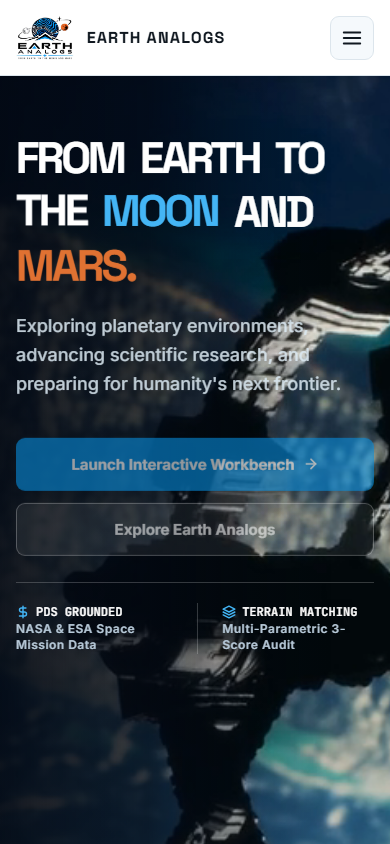 EARTH
ANALOGS
EARTH ANALOGS
FROM EARTH TO
THE MOON AND
MARS.
Exploring planetary environments,
advancing scientific research, and
preparing for humanity's next frontier.
Launch Interactive Workbench →
Explore Earth Analogs
PDS GROUNDED
NASA & ESA Space
Mission Data
TERRAIN MATCHING
Multi-Parametric 3-
Score Audit